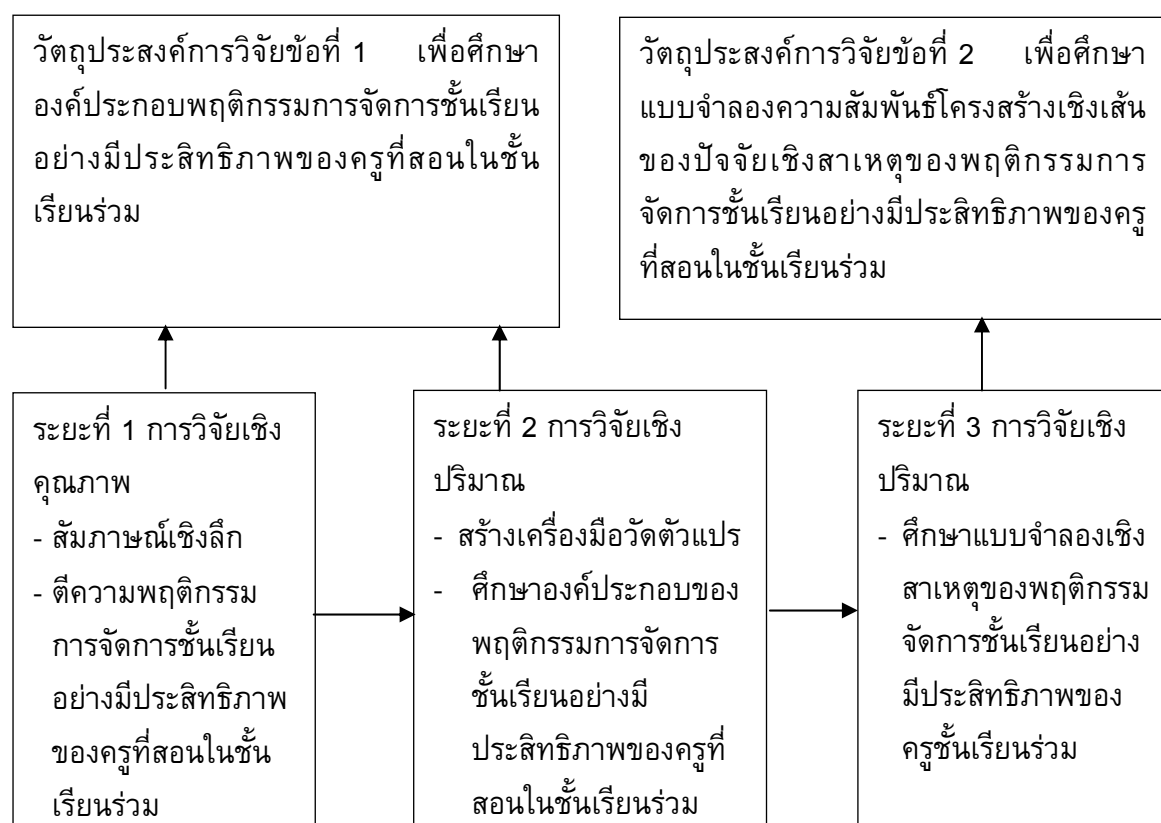 วัตถุประสงค์การวิจัยข้อที่ 1 เพื่อศึกษา
องค์ประกอบพฤติกรรมการจัดการชั้นเรียน
อย่างมีประสิทธิภาพของครูที่สอนในชั้น
เรียนร่วม
วัตถุประสงค์การวิจัยข้อที่ 2 เพื่อศึกษา
แบบจำลองความสัมพันธ์โครงสร้างเชิงเส้น
ของปัจจัยเชิงสาเหตุของพฤติกรรมการ
จัดการชั้นเรียนอย่างมีประสิทธิภาพของครู
ที่สอนในชั้นเรียนร่วม
ระยะที่ 1 การวิจัยเชิง
คุณภาพ
- สัมภาษณ์เชิงลึก
- ตีความพฤติกรรม
การจัดการชั้นเรียน
อย่างมีประสิทธิภาพ
ของครูที่สอนในชั้น
เรียนร่วม
ระยะที่ 2 การวิจัยเชิง
ปริมาณ
- สร้างเครื่องมือวัดตัวแปร
- ศึกษาองค์ประกอบของ
พฤติกรรมการจัดการ
ชั้นเรียนอย่างมี
ประสิทธิภาพของครูที่
สอนในชั้นเรียนร่วม
ระยะที่ 3 การวิจัยเชิง
ปริมาณ
- ศึกษาแบบจำลองเชิง
สาเหตุของพฤติกรรม
จัดการชั้นเรียนอย่าง
มีประสิทธิภาพของ
ครูชั้นเรียนร่วม